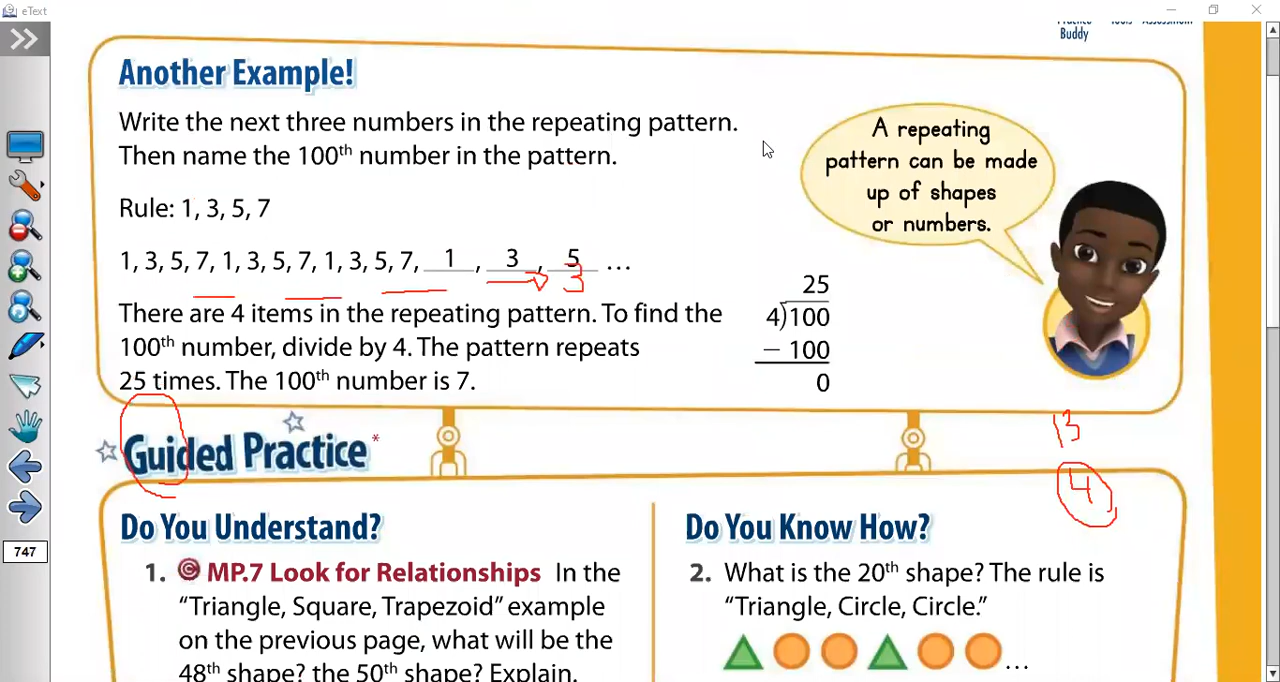 eText
Practice Tools Assessment
Buddy
Another Example!
Write the next three numbers in the repeating pattern.
Then name the 100th number in the pattern.
Rule: 1, 3, 5, 7
1, 3, 5, 7, 1, 3, 5, 7, 1, 3, 5, 7, 1, 3, 5 ...
3
There are 4 items in the repeating pattern. To find the
100th number, divide by 4. The pattern repeats
25 times. The 100th number is 7.
A repeating
pattern can be made
up of shapes
or numbers.
25
4)100
− 100
0
13
4
Guided Practice*
Do You Understand?
1. MP.7 Look for Relationships In the
"Triangle, Square, Trapezoid" example
on the previous page, what will be the
48th shape? the 50th shape? Explain.
Do You Know How?
2. What is the 20th shape? The rule is
"Triangle, Circle, Circle."
...
747